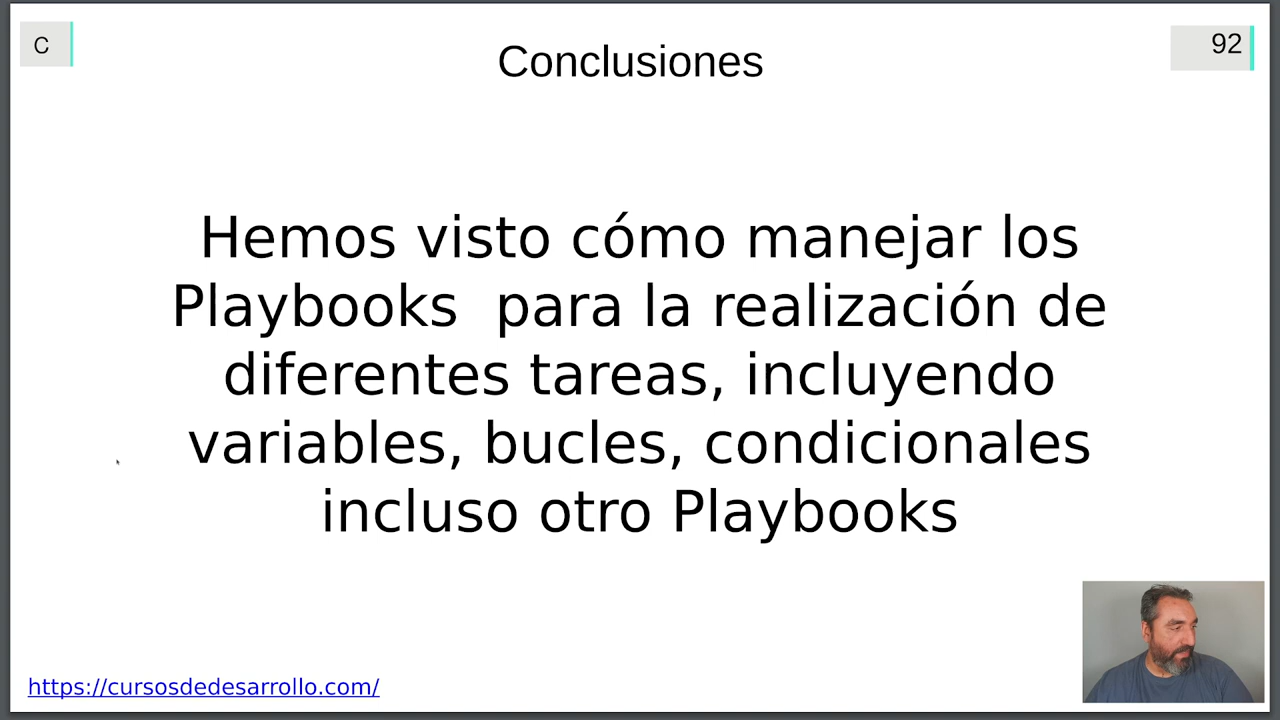 C
Conclusiones
92
Hemos visto cómo manejar los
Playbooks  para la realización de
diferentes tareas, incluyendo
variables, bucles, condicionales
incluso otro Playbooks
https://cursosdedesarrollo.com/